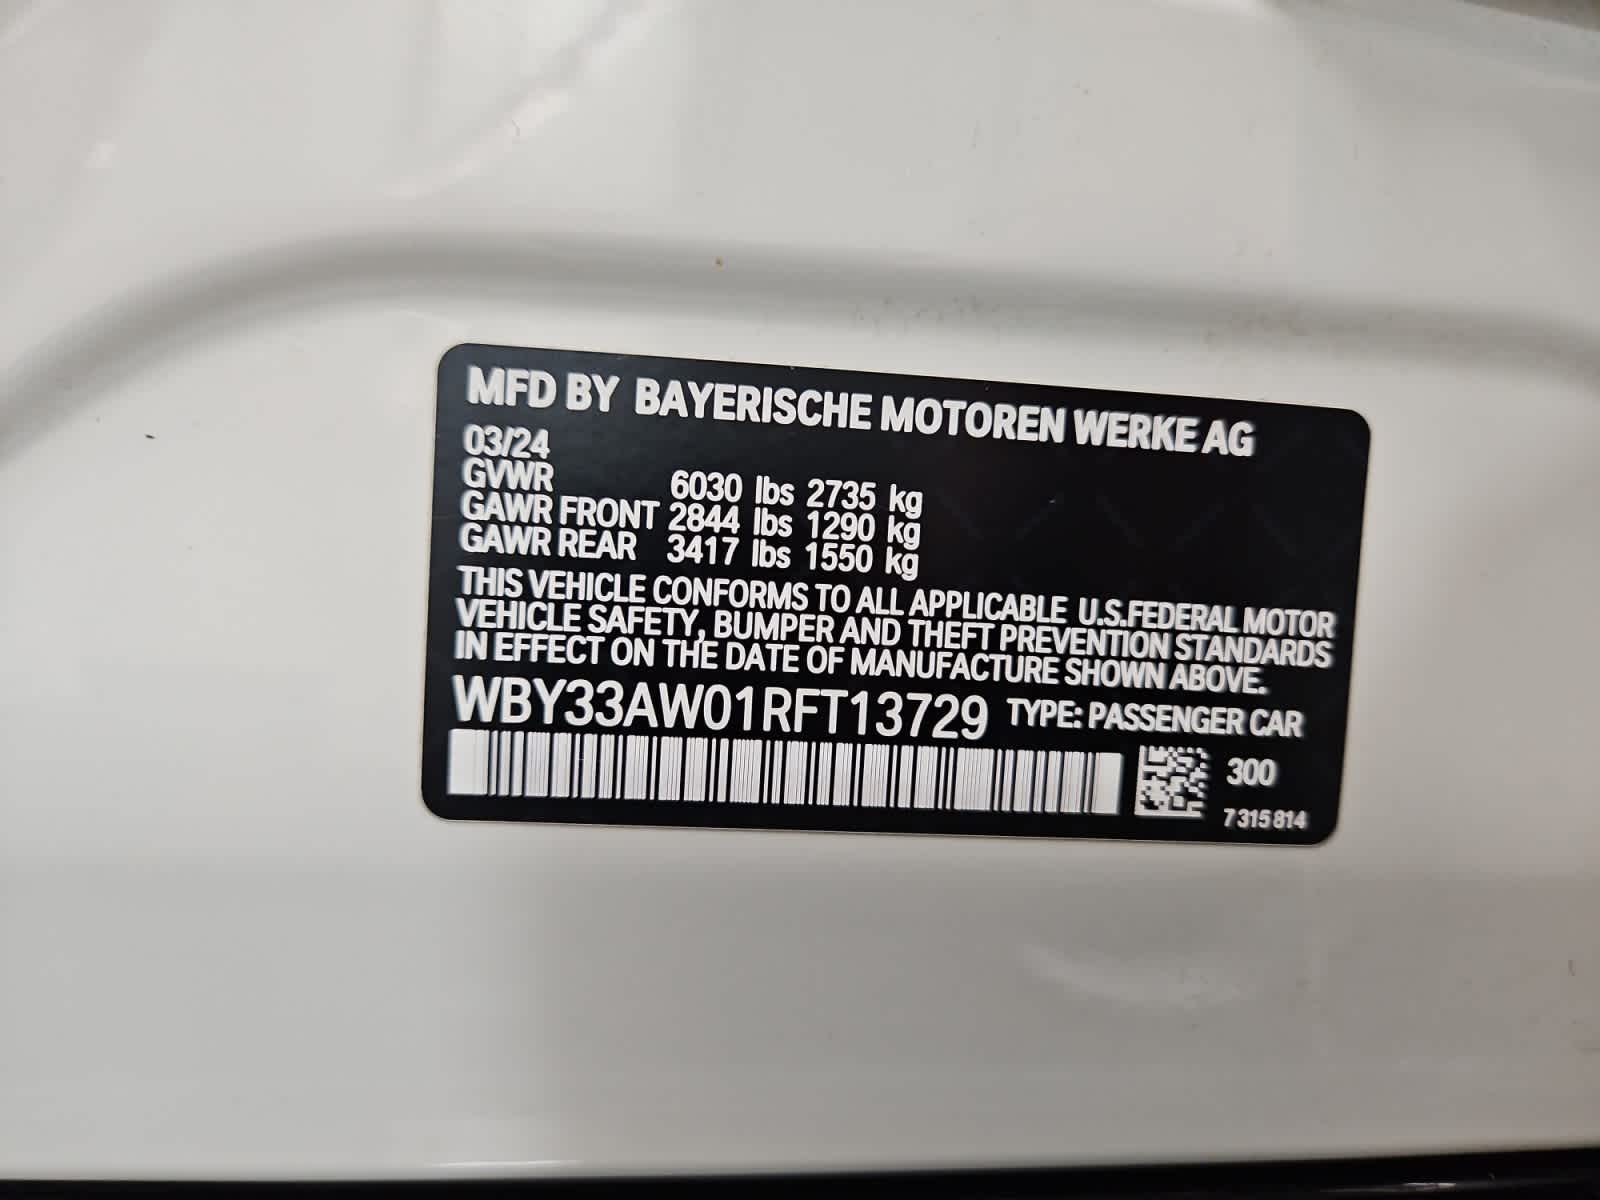 MFD BY BAYERISCHE MOTOREN WERKE AG
03/24
GVWR 6030 lbs 2735 kg
GAWR FRONT 2844 lbs 1290 kg
GAWR REAR 3417 lbs 1550 kg
THIS VEHICLE CONFORMS TO ALL APPLICABLE U.S.FEDERAL MOTOR
VEHICLE SAFETY, BUMPER AND THEFT PREVENTION STANDARDS
IN EFFECT ON THE DATE OF MANUFACTURE SHOWN ABOVE.
WBY33AW01RFT13729 TYPE: PASSENGER CAR
300
7 315 814